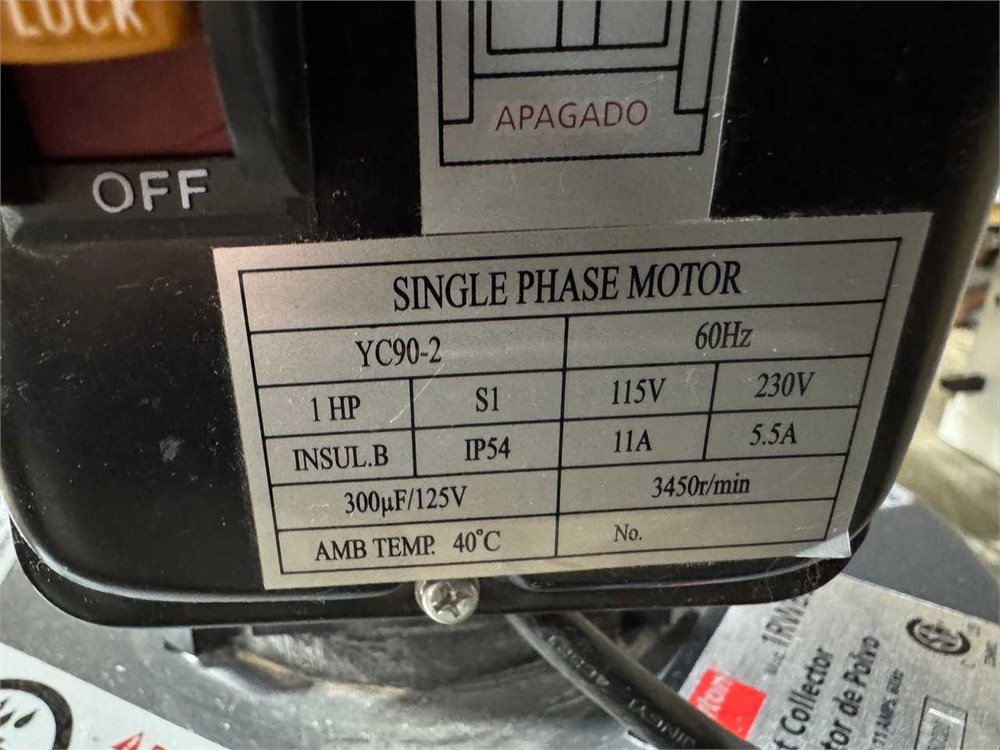 LOCK
OFF
APAGADO
SINGLE PHASE MOTOR
YC90-2 60Hz
1 HP S1 115V 230V
INSUL.B IP54 11A 5.5A
300µF/125V 3450r/min
AMB TEMP. 40°C No.
Collector
de Polvo